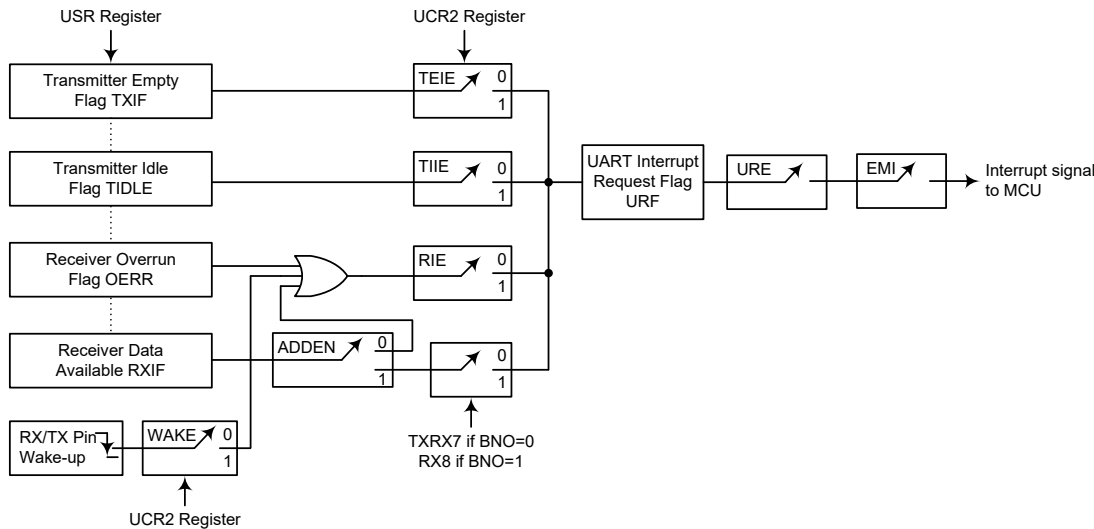 USR Register
UCR2 Register
Transmitter Empty
Flag TXIF
TEIE
0
1
Transmitter Idle
Flag TIDLE
TIIE
0
1
UART Interrupt
Request Flag
URF
URE
EMI
Interrupt signal
to MCU
Receiver Overrun
Flag OERR
RIE
0
1
Receiver Data
Available RXIF
ADDEN
0
1
0
1
TXRX7 if BNO=0
RX8 if BNO=1
RX/TX Pin
Wake-up
WAKE
0
1
UCR2 Register